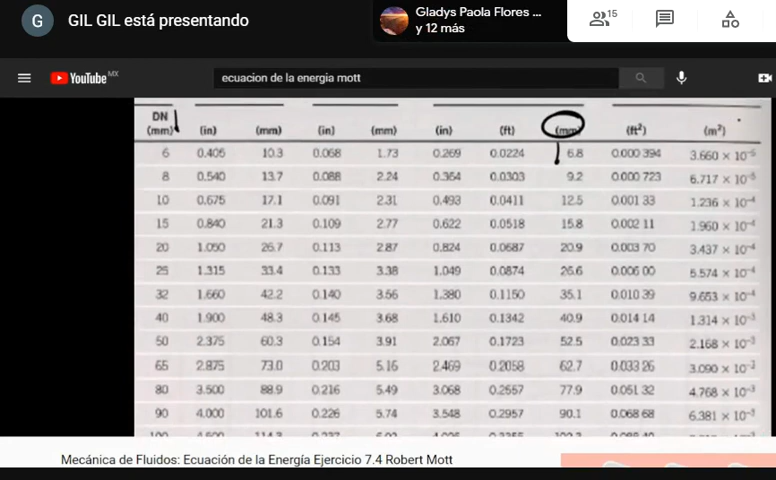 G GIL GIL está presentando
Gladys Paola Flores ...
y 12 más
15
YouTube MX
ecuacion de la energia mott
DN
(mm) (in) (mm) (in) (mm) (in) (ft) (mm) (ft²) (m²)
6 0.405 10.3 0.068 1.73 0.269 0.0224 6.8 0.000 394 3.660 × 10⁻⁵
8 0.540 13.7 0.088 2.24 0.364 0.0303 9.2 0.000 723 6.717 × 10⁻⁵
10 0.675 17.1 0.091 2.31 0.493 0.0411 12.5 0.001 33 1.236 × 10⁻⁴
15 0.840 21.3 0.109 2.77 0.622 0.0518 15.8 0.002 11 1.960 × 10⁻⁴
20 1.050 26.7 0.113 2.87 0.824 0.0687 20.9 0.003 70 3.437 × 10⁻⁴
25 1.315 33.4 0.133 3.38 1.049 0.0874 26.6 0.006 00 5.574 × 10⁻⁴
32 1.660 42.2 0.140 3.56 1.380 0.1150 35.1 0.010 39 9.653 × 10⁻⁴
40 1.900 48.3 0.145 3.68 1.610 0.1342 40.9 0.014 14 1.314 × 10⁻³
50 2.375 60.3 0.154 3.91 2.067 0.1723 52.5 0.023 33 2.168 × 10⁻³
65 2.875 73.0 0.203 5.16 2.469 0.2058 62.7 0.033 26 3.090 × 10⁻³
80 3.500 88.9 0.216 5.49 3.068 0.2557 77.9 0.051 32 4.768 × 10⁻³
90 4.000 101.6 0.226 5.74 3.548 0.2957 90.1 0.068 68 6.381 × 10⁻³
Mecánica de Fluidos: Ecuación de la Energía Ejercicio 7.4 Robert Mott